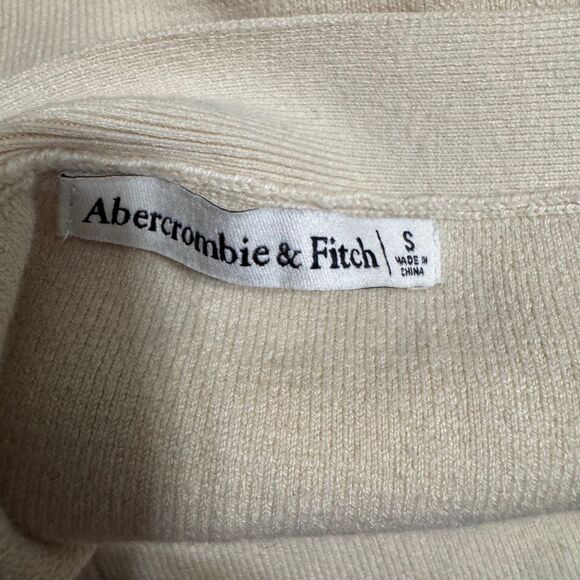 Abercrombie & Fitch
S
MADE IN
CHINA